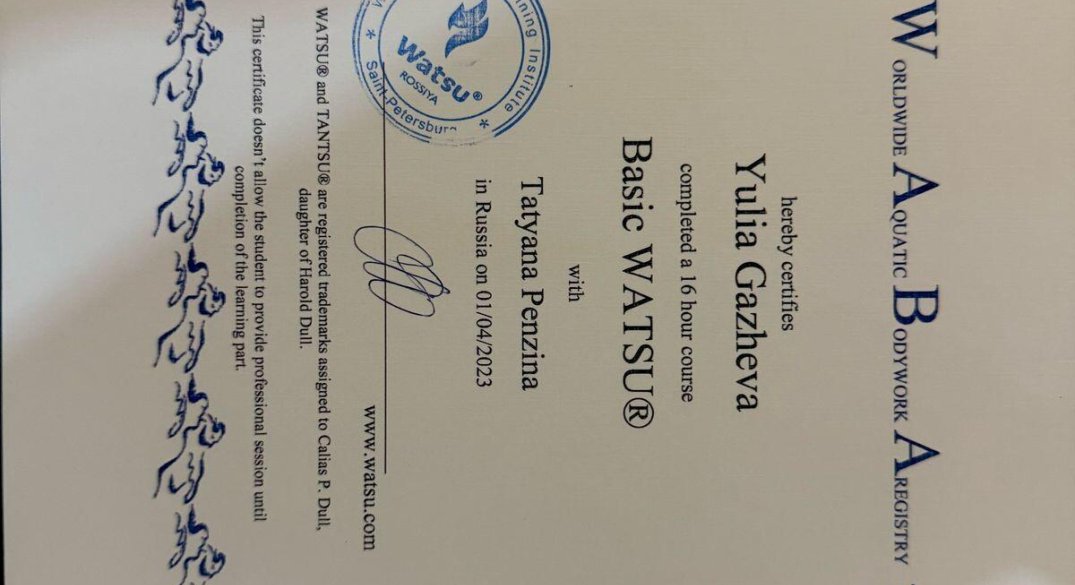 WORLDWIDE AQUATIC BODYWORK AREGISTRY
hereby certifies
Yulia Gazheva
completed a 16 hour course
Basic WATSU®
with
Tatyana Penzina
in Russia on 01/04/2023
Institute
Watsu®
ROSSIYA
* Saint-Petersbur *
www.watsu.com
WATSU® and TANTSU® are registered trademarks assigned to Calias P. Dull,
daughter of Harold Dull.
This certificate doesn't allow the student to provide professional session until
completion of the learning part.